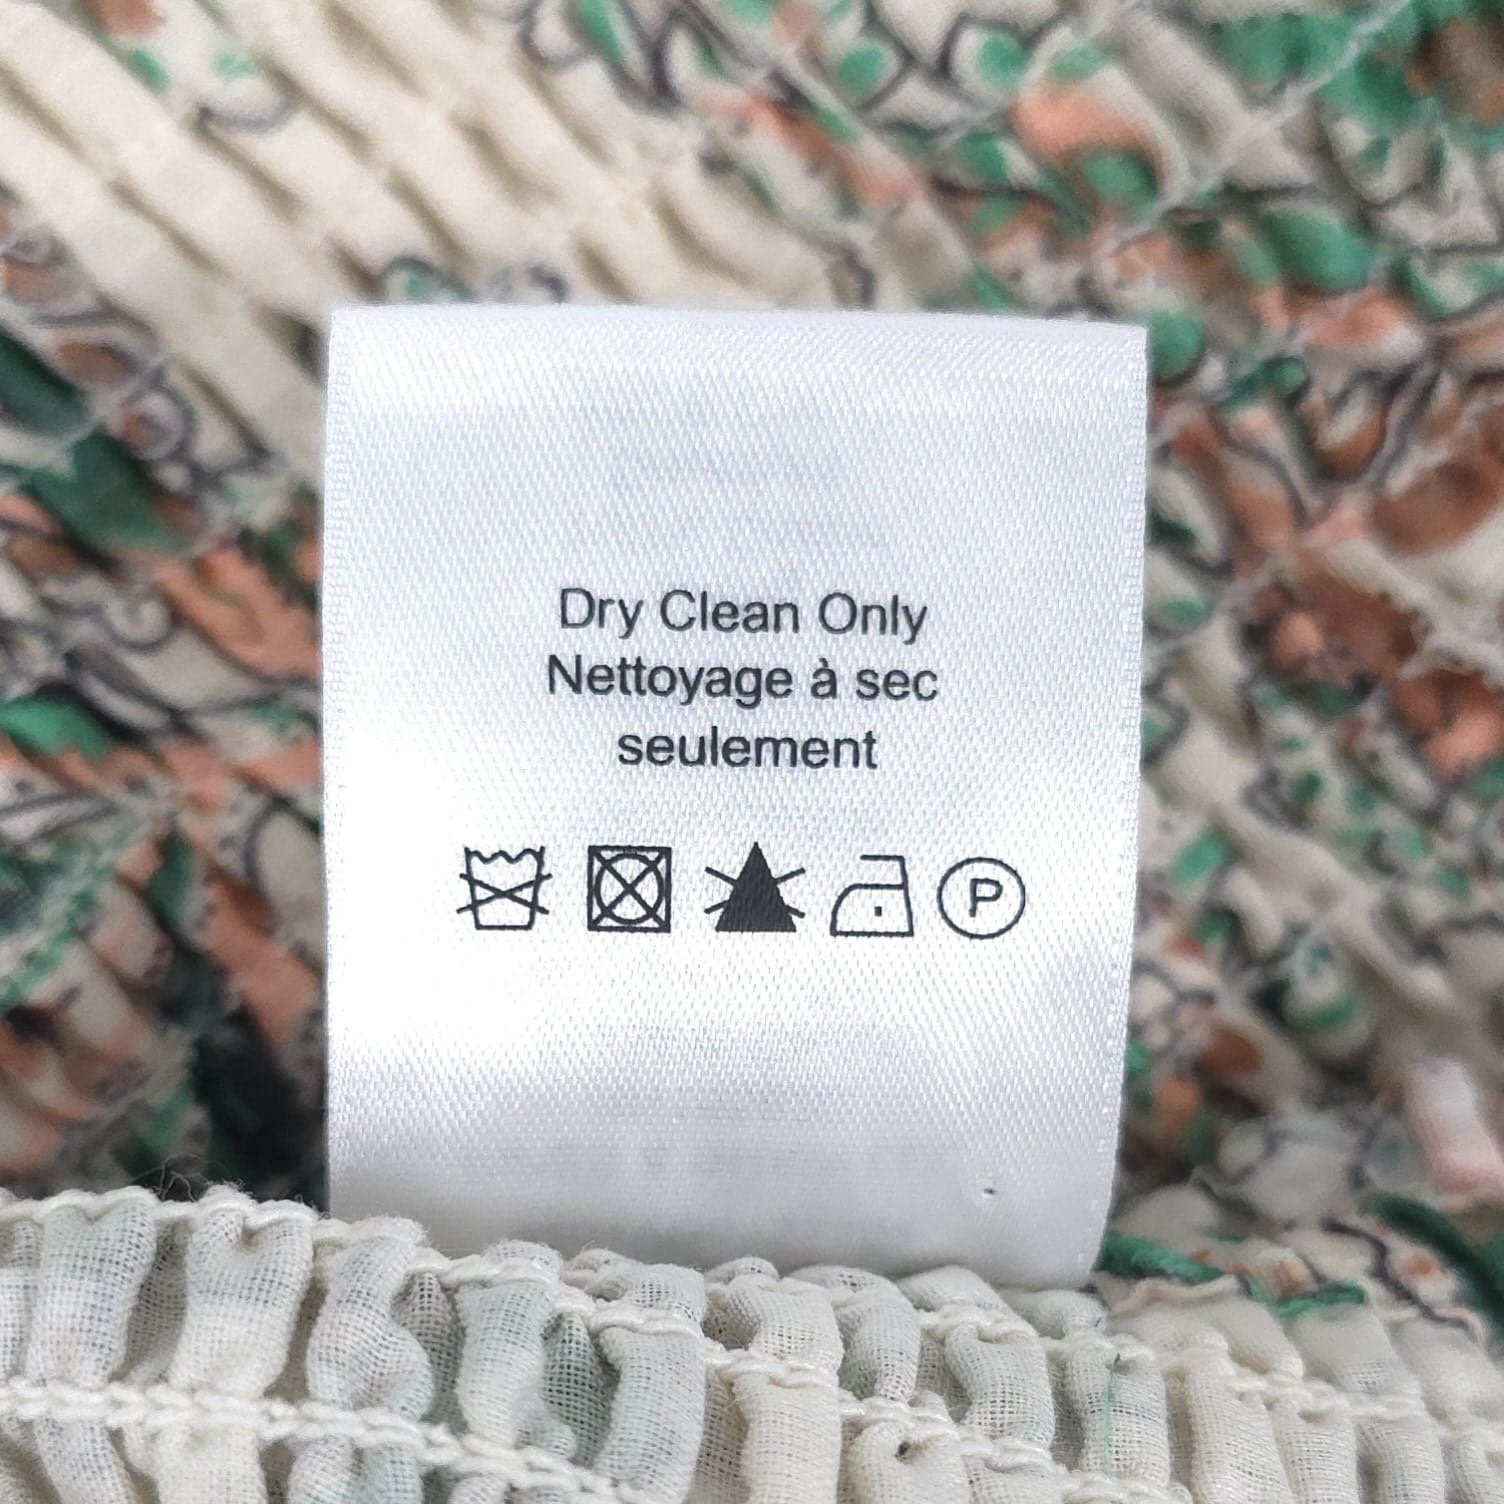 Dry Clean Only
Nettoyage à sec
seulement
P